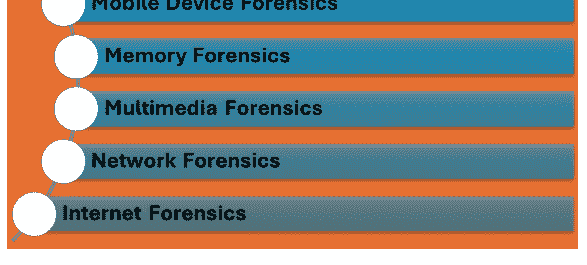 Mobile Device Forensics
Memory Forensics
Multimedia Forensics
Network Forensics
Internet Forensics